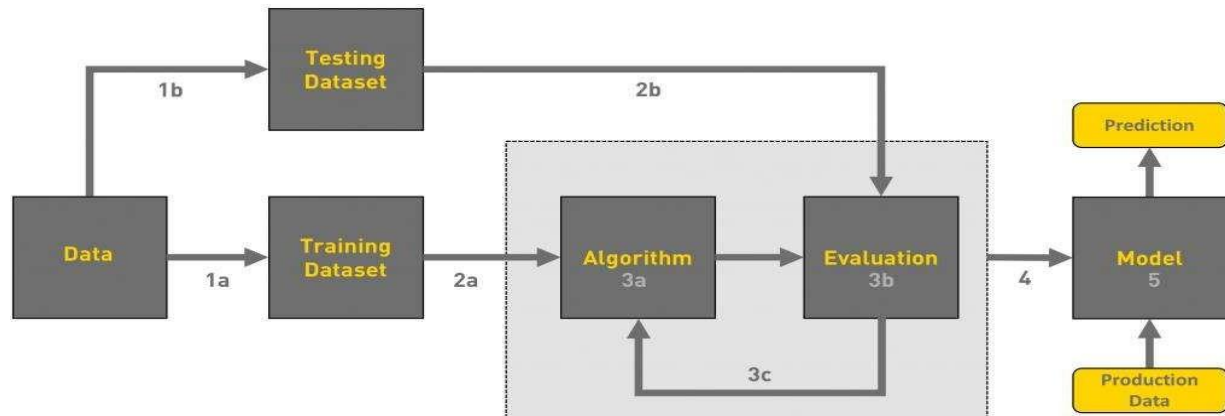 Testing
Dataset
1b
2b
Prediction
Data
1a
Training
Dataset
2a
Algorithm
3a
Evaluation
3b
3c
4
Model
5
Production
Data